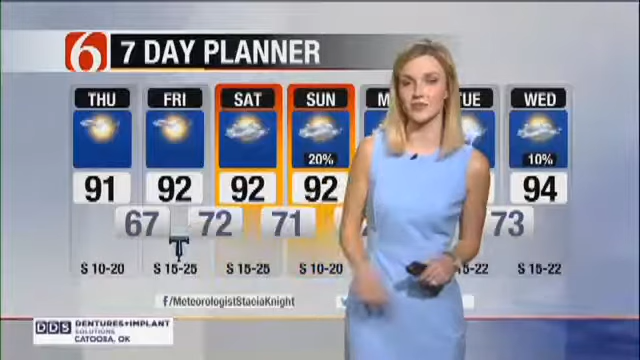 6 7 DAY PLANNER
THU FRI SAT SUN M UE WED
20% 10%
91 92 92 92 94
67 72 71 73
T
S 10-20 S 15-25 S 15-25 S 10-20 5-22 S 15-22
f/MeteorologistStaciaKnight
DDS DENTURES+IMPLANT
SOLUTIONS
CATOOSA, OK